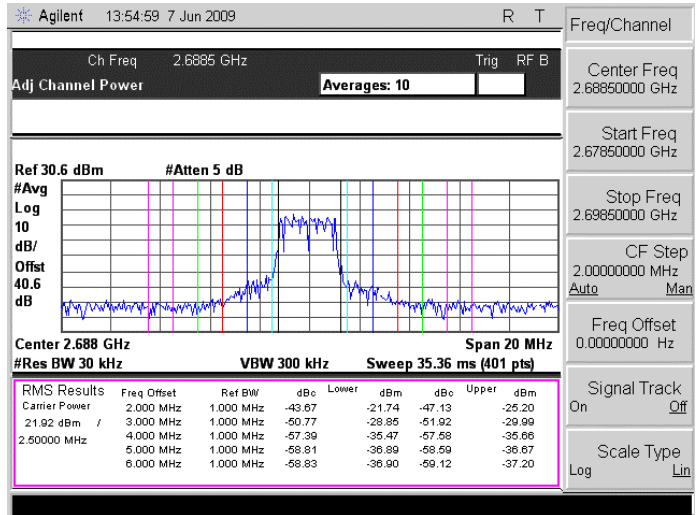 Agilent 13:54:59 7 Jun 2009 R T
Ch Freq 2.6885 GHz Trig RF B
Adj Channel Power Averages: 10
Ref 30.6 dBm #Atten 5 dB
#Avg
Log
10
dB/
Offst
40.6
dB
Center 2.688 GHz Span 20 MHz
#Res BW 30 kHz VBW 300 kHz Sweep 35.36 ms (401 pts)
RMS Results Freq Offset Ref BW dBc Lower dBm dBc Upper dBm
Carrier Power 2.000 MHz 1.000 MHz -43.67 -21.74 -47.13 -25.20
21.92 dBm / 3.000 MHz 1.000 MHz -50.77 -28.85 -51.92 -29.99
2.50000 MHz 4.000 MHz 1.000 MHz -57.39 -35.47 -57.58 -35.66
5.000 MHz 1.000 MHz -58.81 -36.89 -58.59 -36.67
6.000 MHz 1.000 MHz -58.83 -36.90 -59.12 -37.20
Freq/Channel
Center Freq
2.68850000 GHz
Start Freq
2.67850000 GHz
Stop Freq
2.69850000 GHz
CF Step
2.00000000 MHz
Auto Man
Freq Offset
0.00000000 Hz
Signal Track
On Off
Scale Type
Log Lin